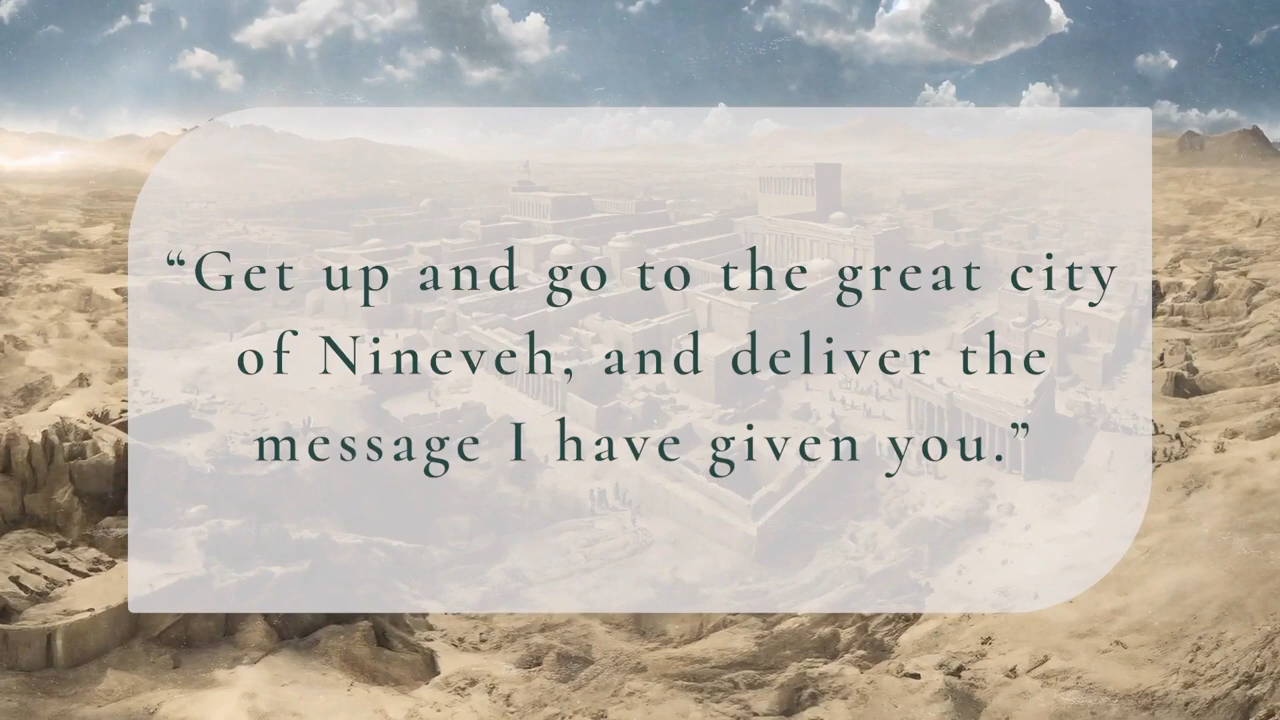 “Get up and go to the great city
of Nineveh, and deliver the
message I have given you.”